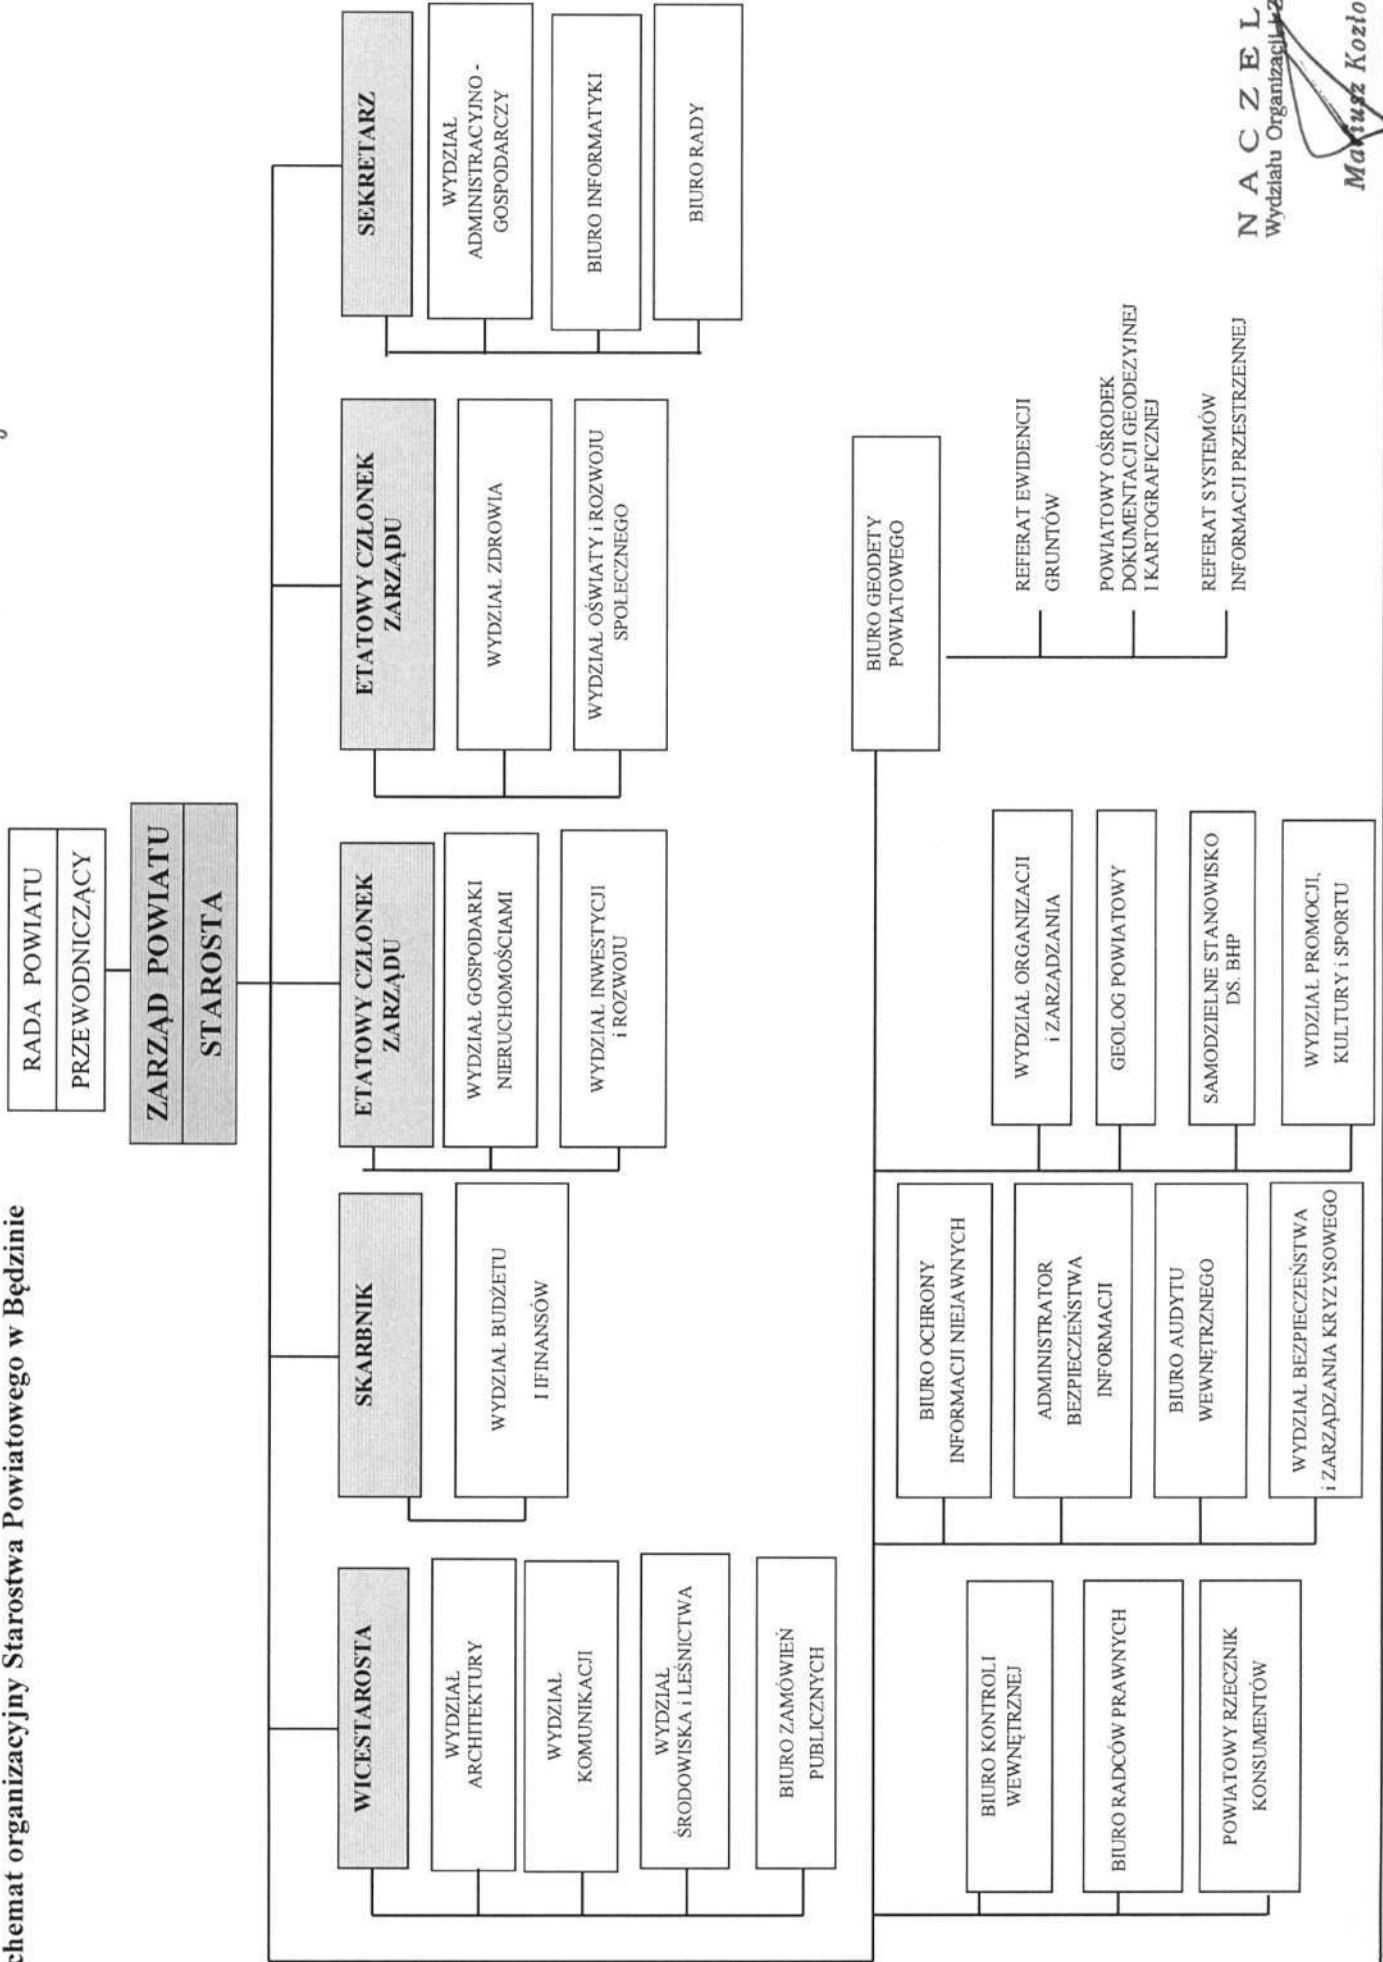 chemat organizacyjny Starostwa Powiatowego w Będzinie
RADA POWIATU
PRZEWODNICZĄCY
ZARZĄD POWIATU
STAROSTA
WICESTAROSTA
WYDZIAŁ
ARCHITEKTURY
WYDZIAŁ
KOMUNIKACJI
WYDZIAŁ
ŚRODOWISKA i LEŚNICTWA
BIURO ZAMÓWIEŃ
PUBLICZNYCH
SKARBNIK
WYDZIAŁ BUDŻETU
I IFINANSÓW
ETATOWY CZŁONEK
ZARZĄDU
WYDZIAŁ GOSPODARKI
NIERUCHOMOŚCIAMI
WYDZIAŁ INWESTYCJI
i ROZWOJU
ETATOWY CZŁONEK
ZARZĄDU
WYDZIAŁ ZDROWIA
WYDZIAŁ OŚWIATY i ROZWOJU
SPOŁECZNEGO
SEKRETARZ
WYDZIAŁ
ADMINISTRACYJNO -
GOSPODARCZY
BIURO INFORMATYKI
BIURO RADY
BIURO KONTROLI
WEWNĘTRZNEJ
BIURO RADCÓW PRAWNYCH
POWIATOWY RZECZNIK
KONSUMENTÓW
BIURO OCHRONY
INFORMACJI NIEJAWNYCH
ADMINISTRATOR
BEZPIECZEŃSTWA
INFORMACJI
BIURO AUDYTU
WEWNĘTRZNEGO
WYDZIAŁ BEZPIECZEŃSTWA
i ZARZĄDZANIA KRYZYSOWEGO
WYDZIAŁ ORGANIZACJI
i ZARZĄDZANIA
GEOLOG POWIATOWY
SAMODZIELNE STANOWISKO
DS. BHP
WYDZIAŁ PROMOCJI,
KULTURY i SPORTU
BIURO GEODETY
POWIATOWEGO
REFERAT EWIDENCJI
GRUNTÓW
POWIATOWY OŚRODEK
DOKUMENTACJI GEODEZYJNEJ
I KARTOGRAFICZNEJ
REFERAT SYSTEMÓW
INFORMACJI PRZESTRZENNEJ
NACZEL
Wydziału Organizacji i Z
Mariusz Kozło